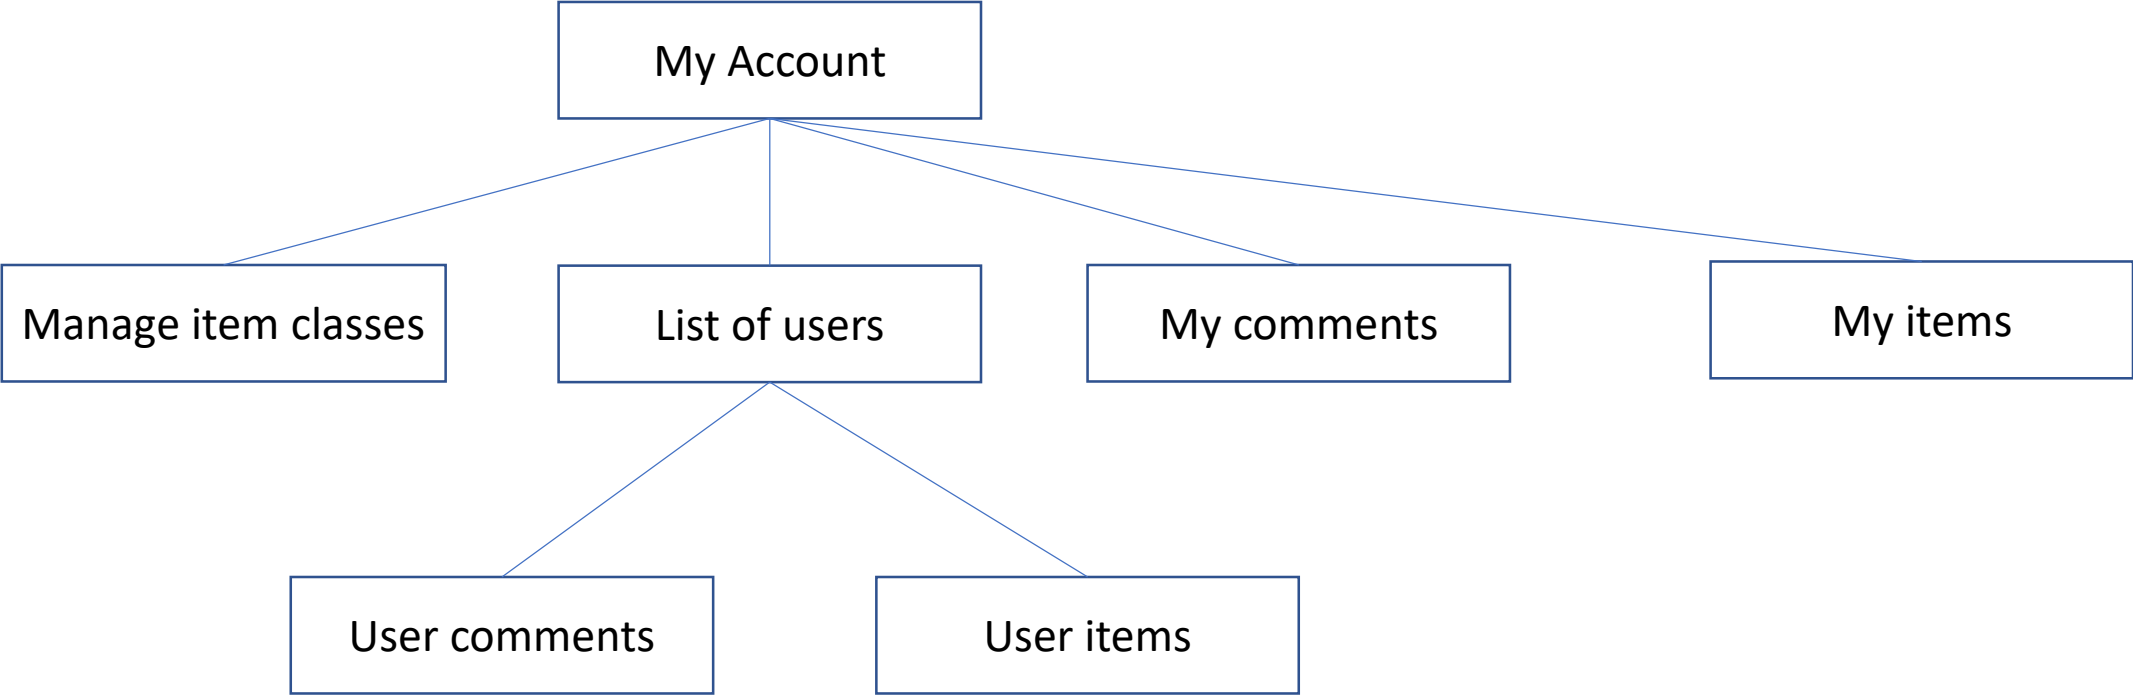 My Account
Manage item classes
List of users
My comments
My items
User comments
User items